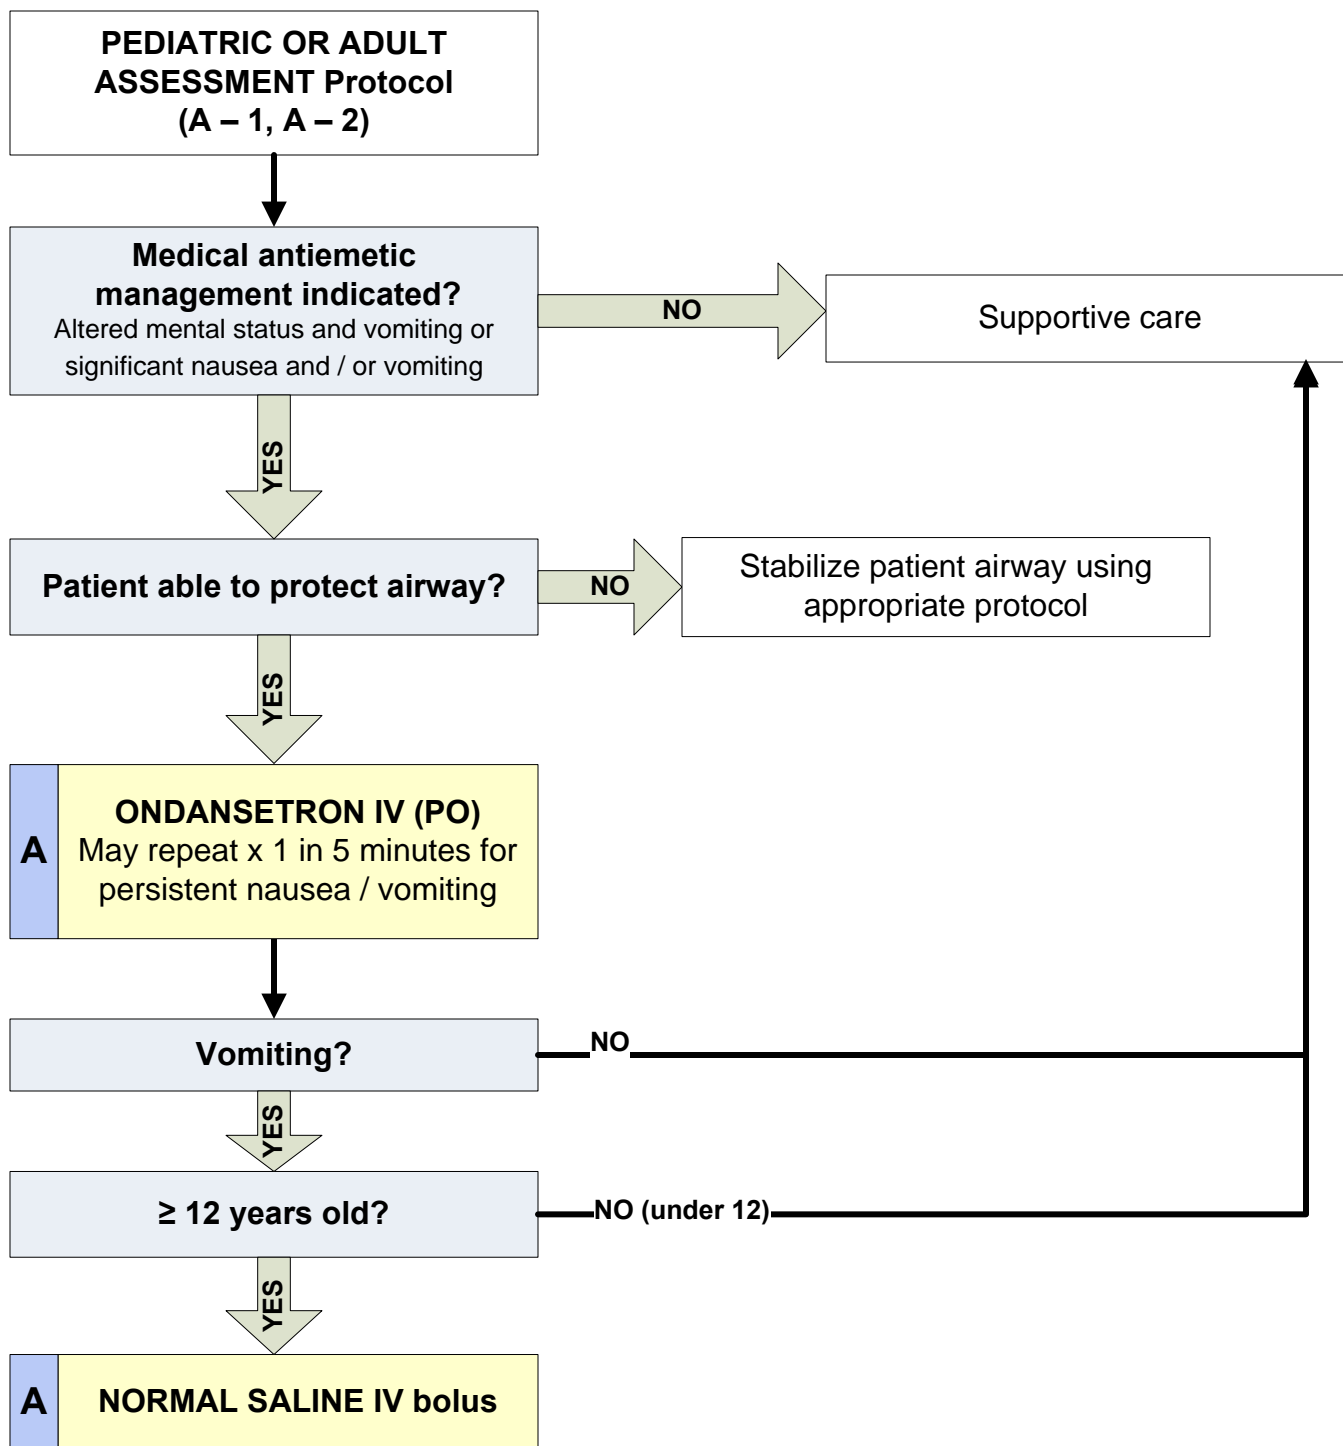 PEDIATRIC OR ADULT
ASSESSMENT Protocol
(A – 1, A – 2)
Medical antiemetic
management indicated?
Altered mental status and vomiting or
significant nausea and / or vomiting
NO
Supportive care
YES
Patient able to protect airway?
NO
Stabilize patient airway using
appropriate protocol
YES
A
ONDANSETRON IV (PO)
May repeat x 1 in 5 minutes for
persistent nausea / vomiting
Vomiting?
NO
YES
≥ 12 years old?
NO (under 12)
YES
A
NORMAL SALINE IV bolus